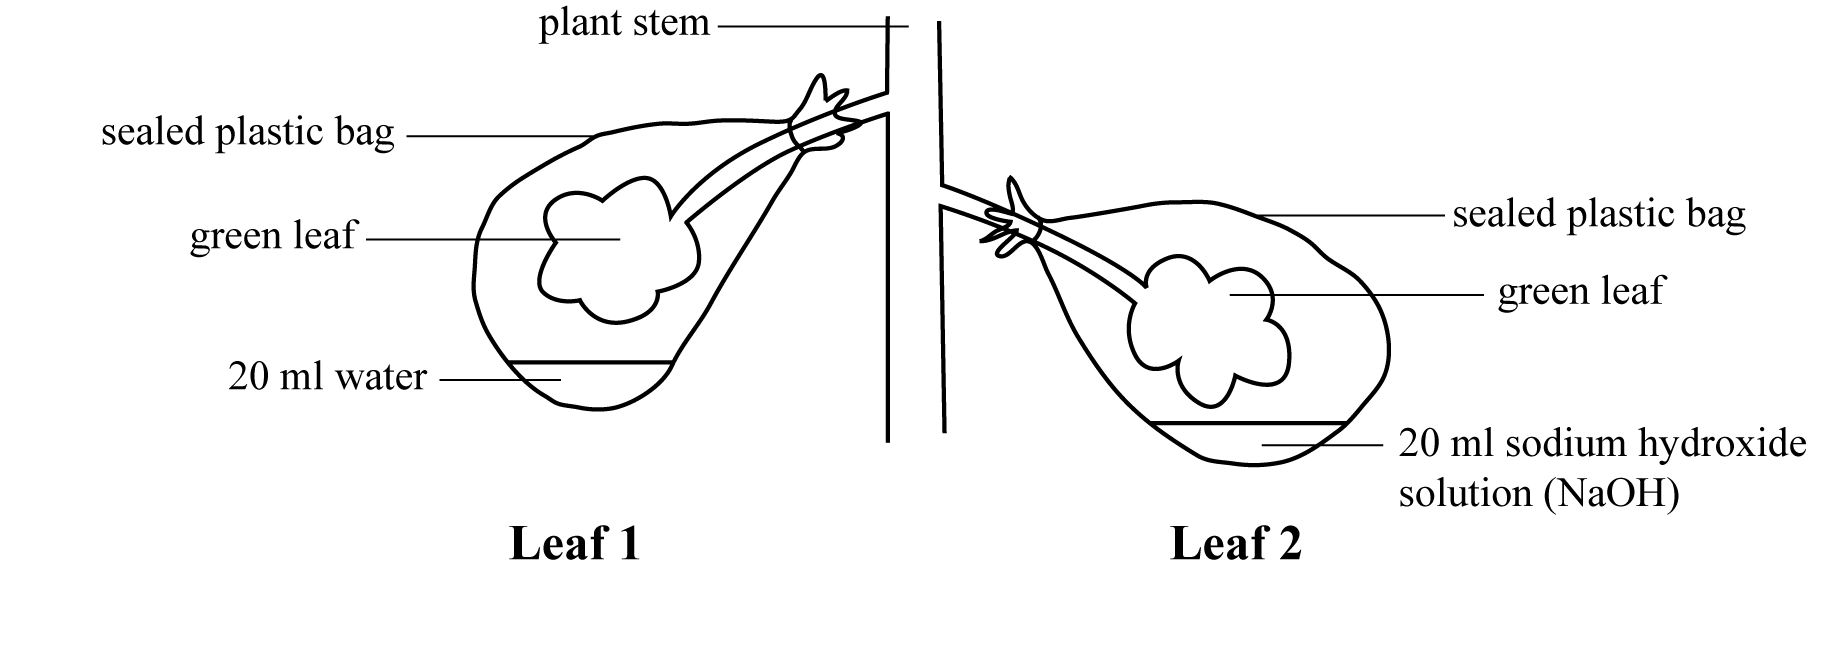 plant stem
sealed plastic bag
green leaf
20 ml water
sealed plastic bag
green leaf
20 ml sodium hydroxide
solution (NaOH)
Leaf 1
Leaf 2